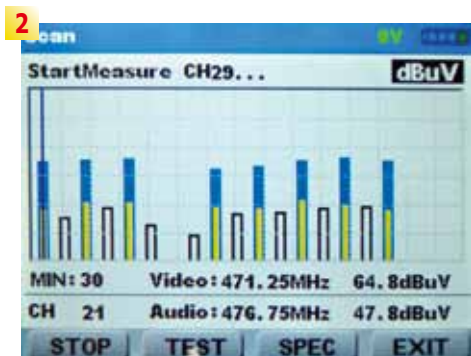 2
Scan 0V
StartMeasure CH29... dBuV
MIN: 30 Video:471.25MHz 64.8dBuV
CH 21 Audio:476.75MHz 47.8dBuV
STOP TEST SPEC EXIT